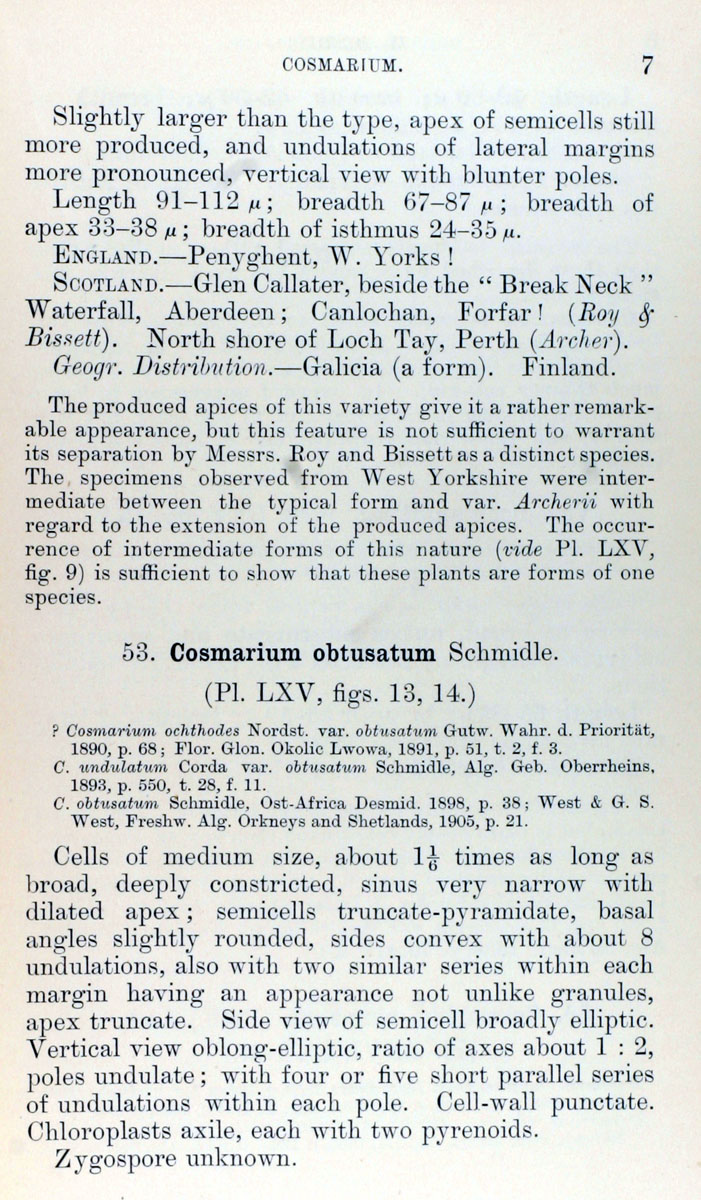 COSMARIUM. 7
Slightly larger than the type, apex of semicells still
more produced, and undulations of lateral margins
more pronounced, vertical view with blunter poles.
Length 91–112 μ; breadth 67–87 μ; breadth of
apex 33–38 μ; breadth of isthmus 24–35 μ.
ENGLAND.—Penyghent, W. Yorks !
SCOTLAND.—Glen Callater, beside the “ Break Neck ”
Waterfall, Aberdeen; Canlochan, Forfar! (Roy &
Bissett). North shore of Loch Tay, Perth (Archer).
Geogr. Distribution.—Galicia (a form). Finland.
The produced apices of this variety give it a rather remark-
able appearance, but this feature is not sufficient to warrant
its separation by Messrs. Roy and Bissett as a distinct species.
The specimens observed from West Yorkshire were inter-
mediate between the typical form and var. Archerii with
regard to the extension of the produced apices. The occur-
rence of intermediate forms of this nature (vide Pl. LXV,
fig. 9) is sufficient to show that these plants are forms of one
species.
53. Cosmarium obtusatum Schmidle.
(Pl. LXV, figs. 13, 14.)
? Cosmarium ochthodes Nordst. var. obtusatum Gutw. Wahr. d. Priorität,
1890, p. 68; Flor. Glon. Okolic Lwowa, 1891, p. 51, t. 2, f. 3.
C. undulatum Corda var. obtusatum Schmidle, Alg. Geb. Oberrheins,
1893, p. 550, t. 28, f. 11.
C. obtusatum Schmidle, Ost-Africa Desmid. 1898, p. 38; West & G. S.
West, Freshw. Alg. Orkneys and Shetlands, 1905, p. 21.
Cells of medium size, about 1⅙ times as long as
broad, deeply constricted, sinus very narrow with
dilated apex; semicells truncate-pyramidate, basal
angles slightly rounded, sides convex with about 8
undulations, also with two similar series within each
margin having an appearance not unlike granules,
apex truncate. Side view of semicell broadly elliptic.
Vertical view oblong-elliptic, ratio of axes about 1 : 2,
poles undulate; with four or five short parallel series
of undulations within each pole. Cell-wall punctate.
Chloroplasts axile, each with two pyrenoids.
Zygospore unknown.